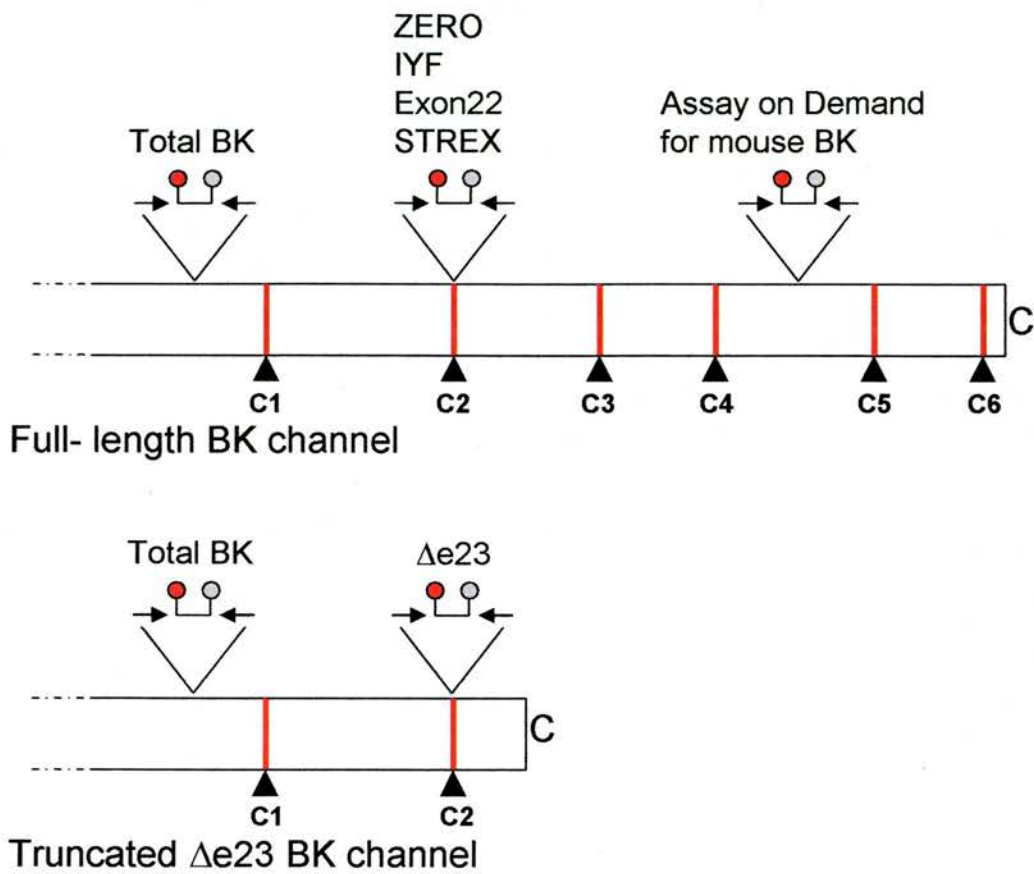 ZERO
IYF
Exon22
STREX
Total BK
Assay on Demand
for mouse BK
C
C1
C2
C3
C4
C5
C6
Full- length BK channel
Total BK
Δe23
C
C1
C2
Truncated Δe23 BK channel